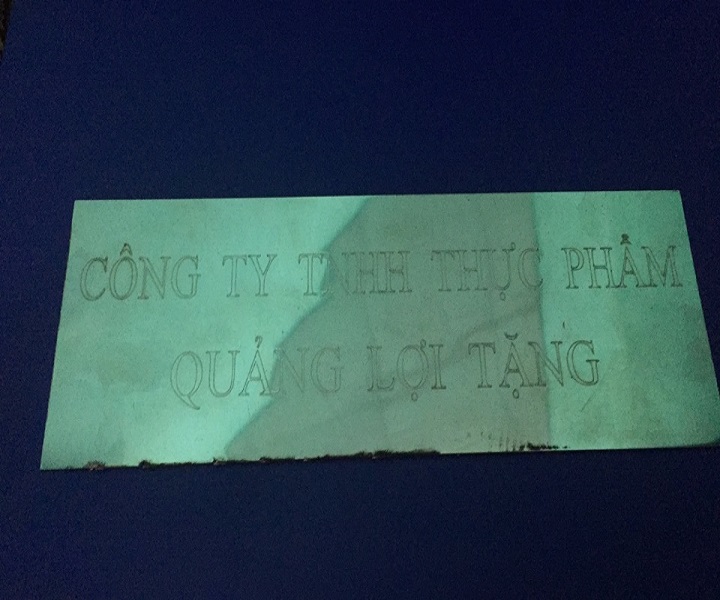 CÔNG TY TNHH THỰC PHẨM
QUẢNG LỢI TẶNG